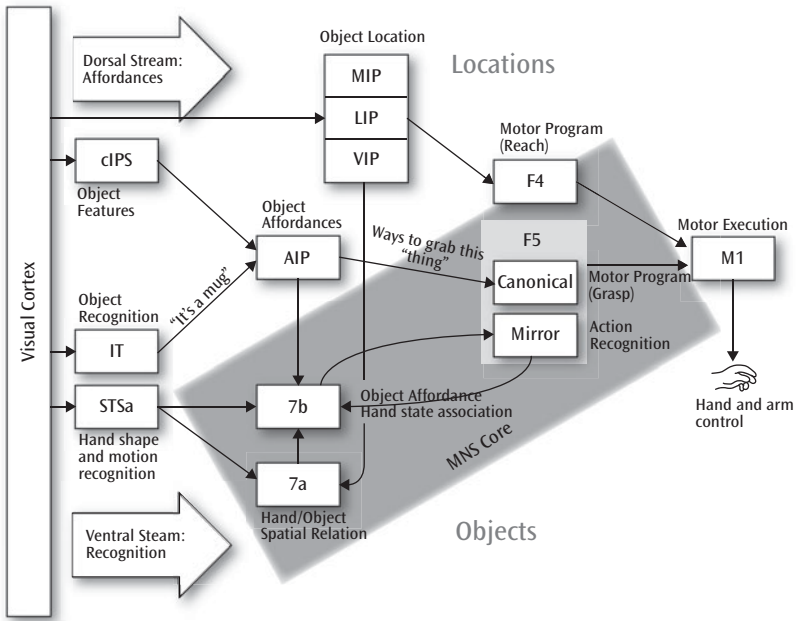 Visual Cortex
Dorsal Stream:
Affordances
Object Location
MIP
LIP
VIP
Locations
cIPS
Object
Features
Motor Program
(Reach)
F4
Object
Affordances
AIP
Ways to grab this
"thing"
F5
Canonical
Motor Program
(Grasp)
Motor Execution
M1
Object
Recognition
IT
"It's a mug"
Mirror
Action
Recognition
STSa
Hand shape
and motion
recognition
7b
Object Affordance
Hand state association
Hand and arm
control
7a
Hand/Object
Spatial Relation
MNS Core
Ventral Steam:
Recognition
Objects